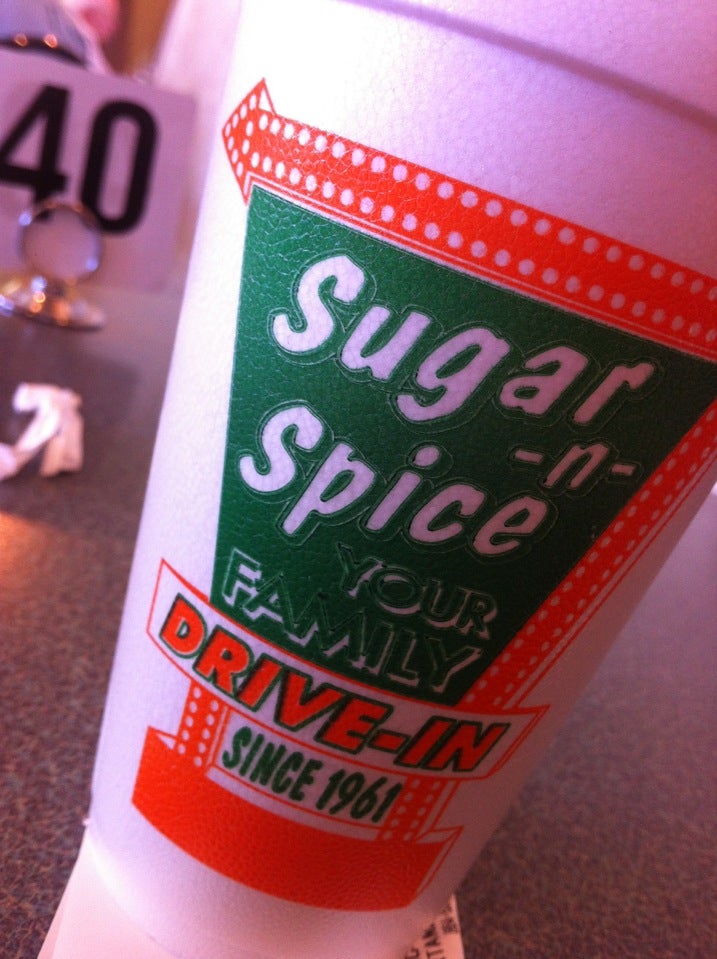 40
Sugar
-n-
Spice
YOUR
FAMILY
DRIVE-IN
SINCE 1961